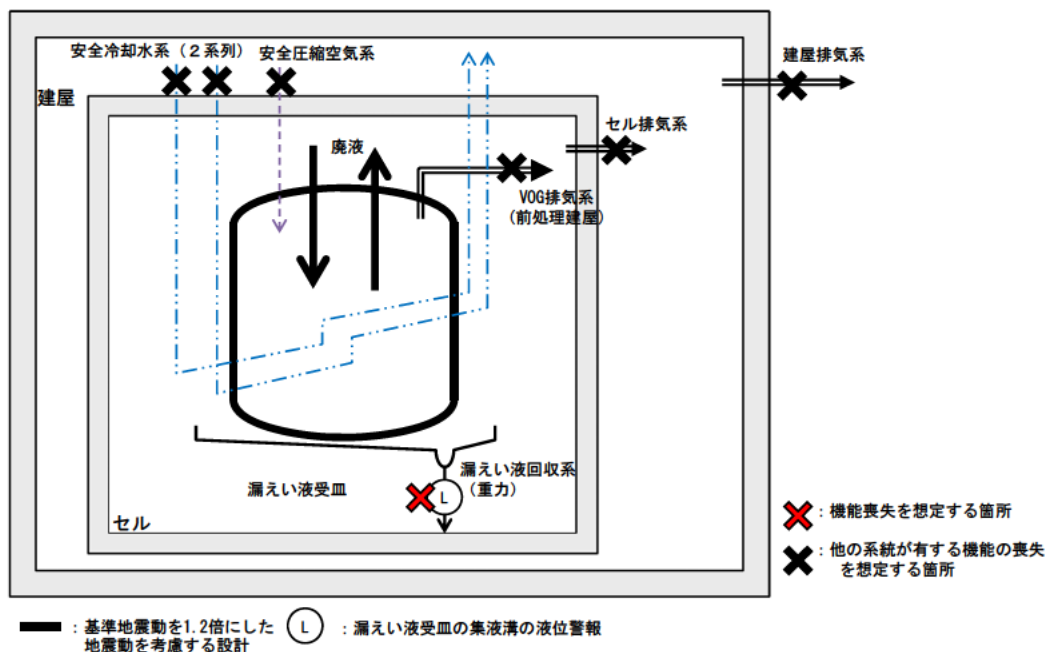 安全冷却水系（２系列）
安全圧縮空気系
建屋排気系
建屋
セル排気系
廃液
VOG排気系
(前処理建屋)
漏えい液回収系
（重力）
漏えい液受皿
L
セル
：機能喪失を想定する箇所
：他の系統が有する機能の喪失
を想定する箇所
：基準地震動を1.2倍にした
地震動を考慮する設計
L
：漏えい液受皿の集液溝の液位警報